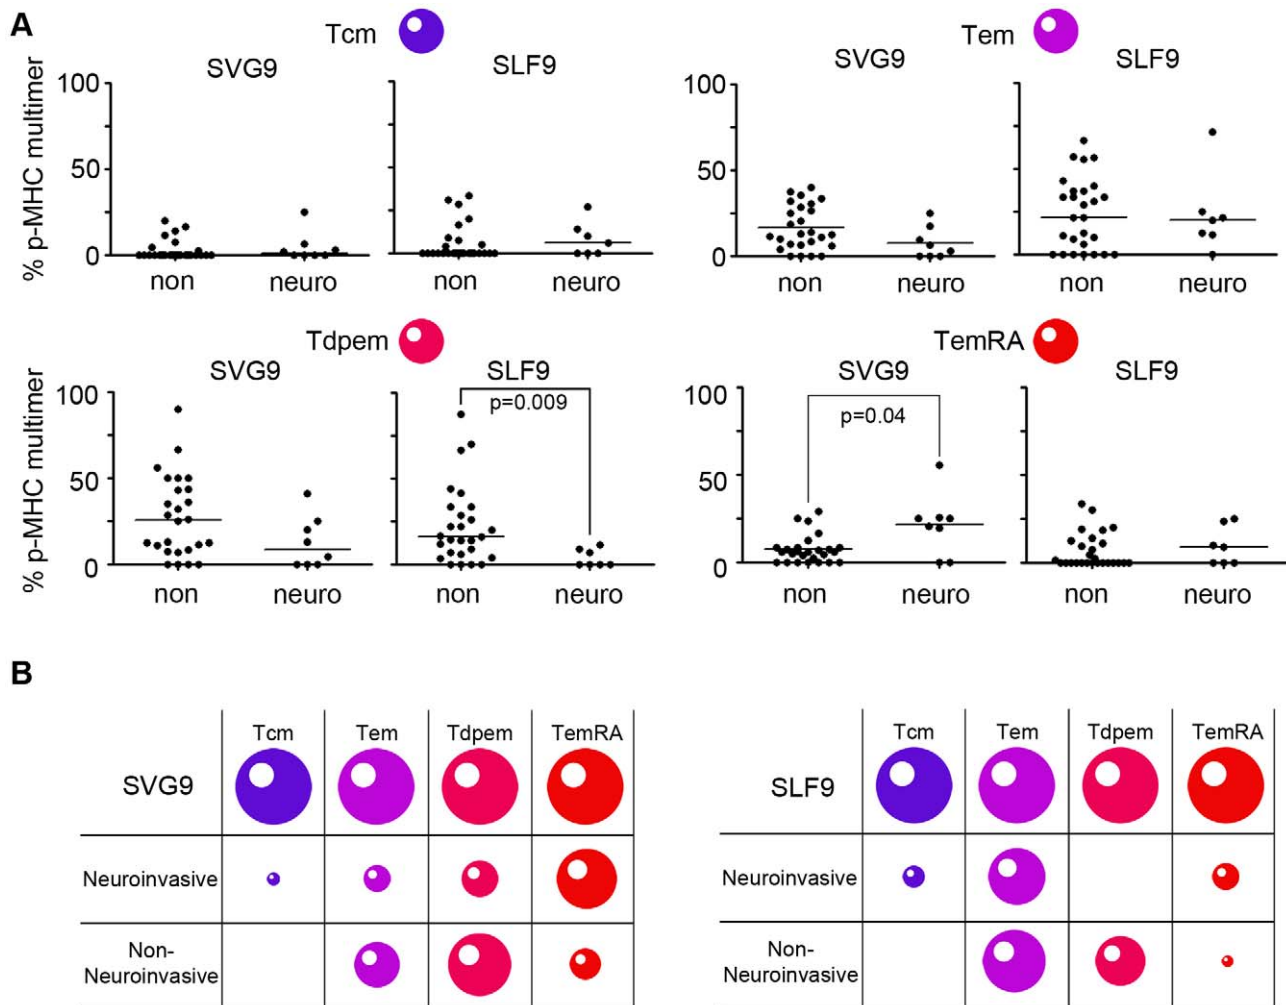 A
Tcm
Tem
SVG9
SLF9
SVG9
SLF9
% p-MHC multimer
100
50
0
100
50
0
non
neuro
non
neuro
non
neuro
non
neuro
Tdpem
TemRA
SVG9
SLF9
SVG9
SLF9
% p-MHC multimer
100
50
0
p=0.009
100
50
0
p=0.04
non
neuro
non
neuro
non
neuro
non
neuro
B
SVG9
Tcm
Tem
Tdpem
TemRA
Neuroinvasive
Non-
Neuroinvasive
SLF9
Tcm
Tem
Tdpem
TemRA
Neuroinvasive
Non-
Neuroinvasive